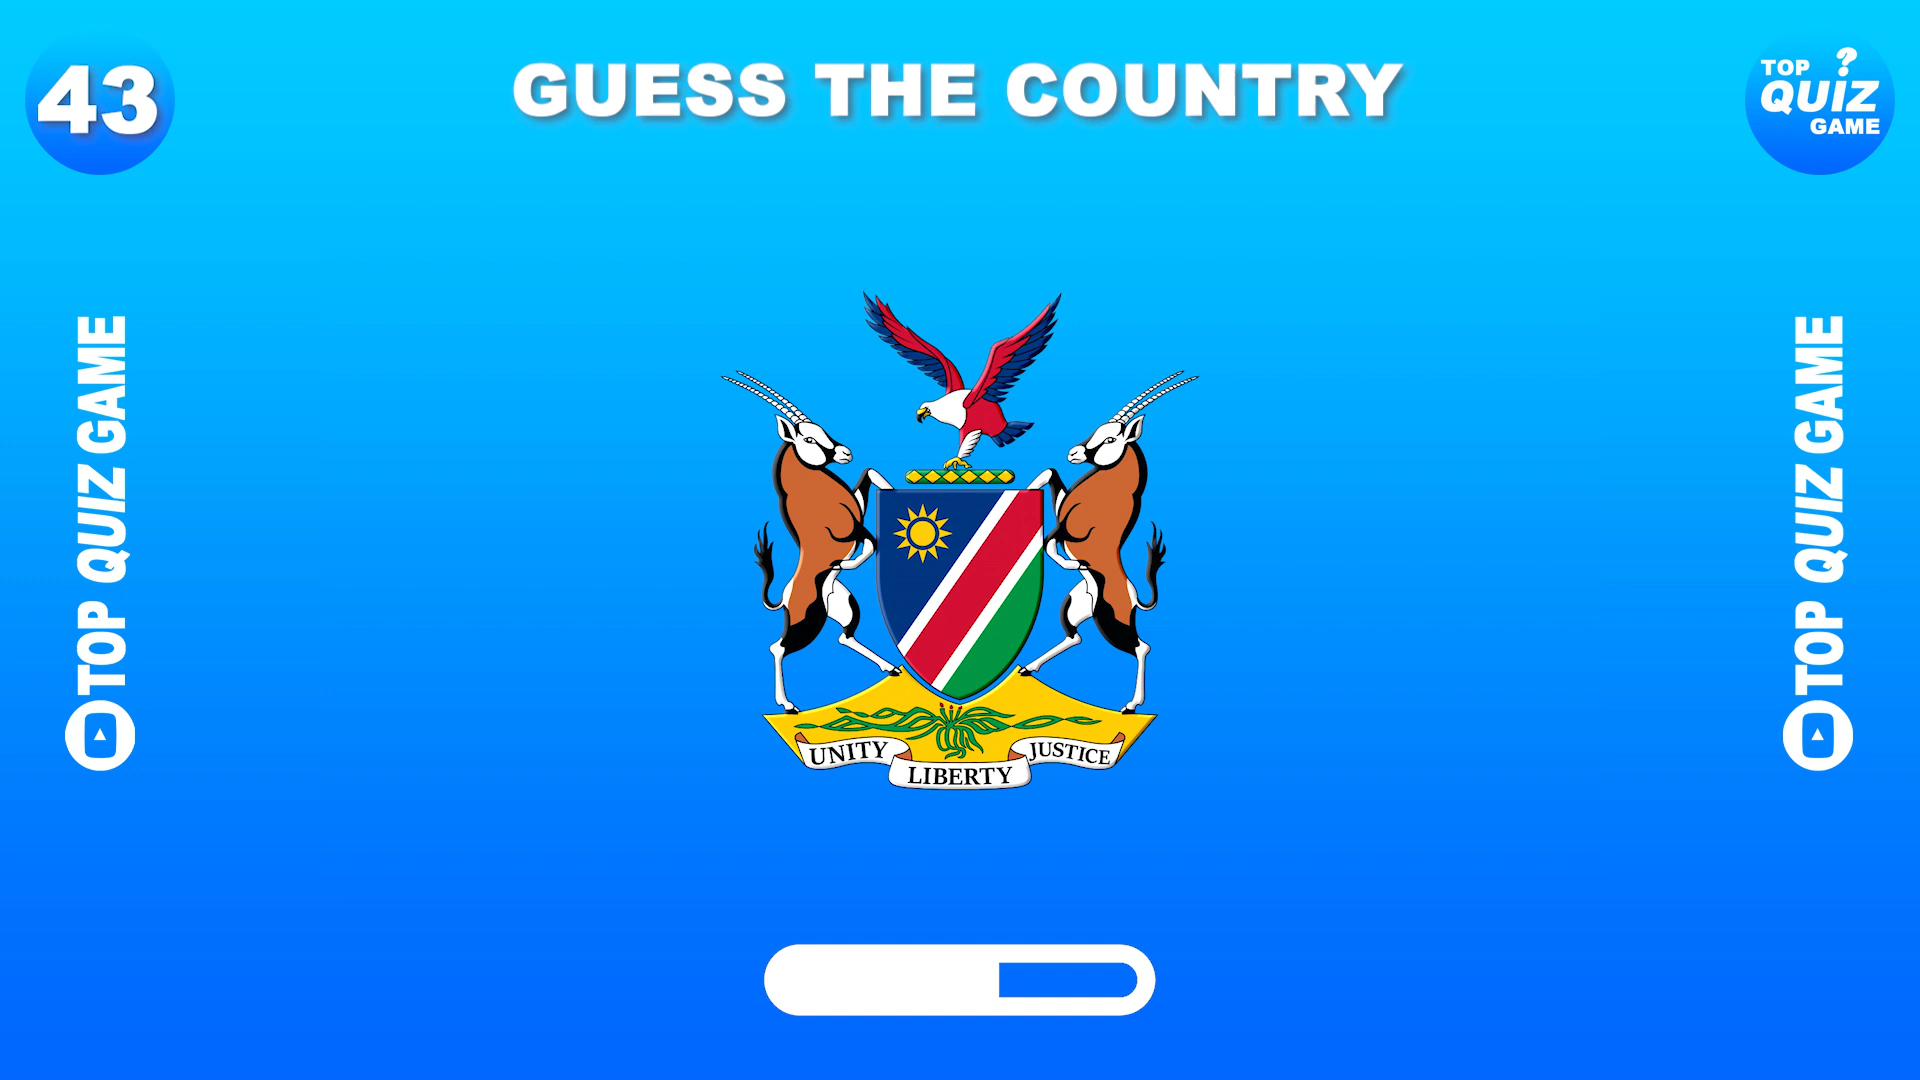 43
GUESS THE COUNTRY
TOP
QUIZ
GAME
TOP QUIZ GAME
UNITY
LIBERTY
JUSTICE
TOP QUIZ GAME